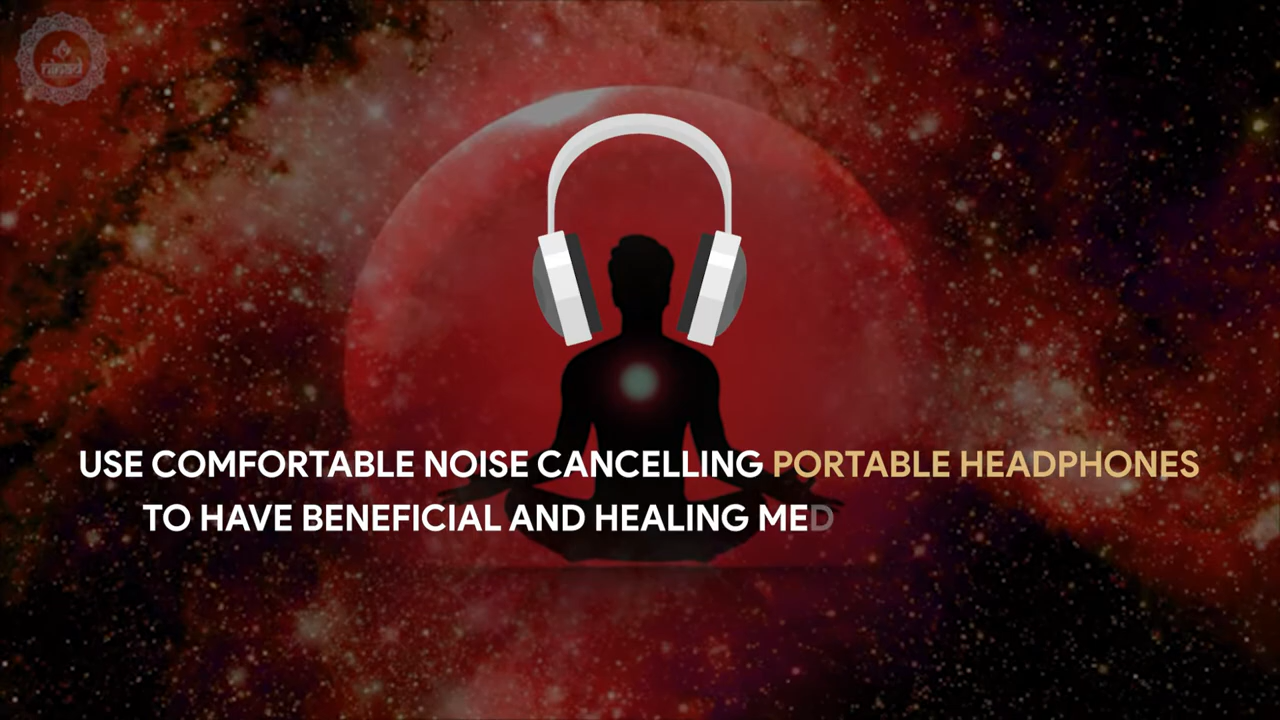 USE COMFORTABLE NOISE CANCELLING PORTABLE HEADPHONES
TO HAVE BENEFICIAL AND HEALING MED